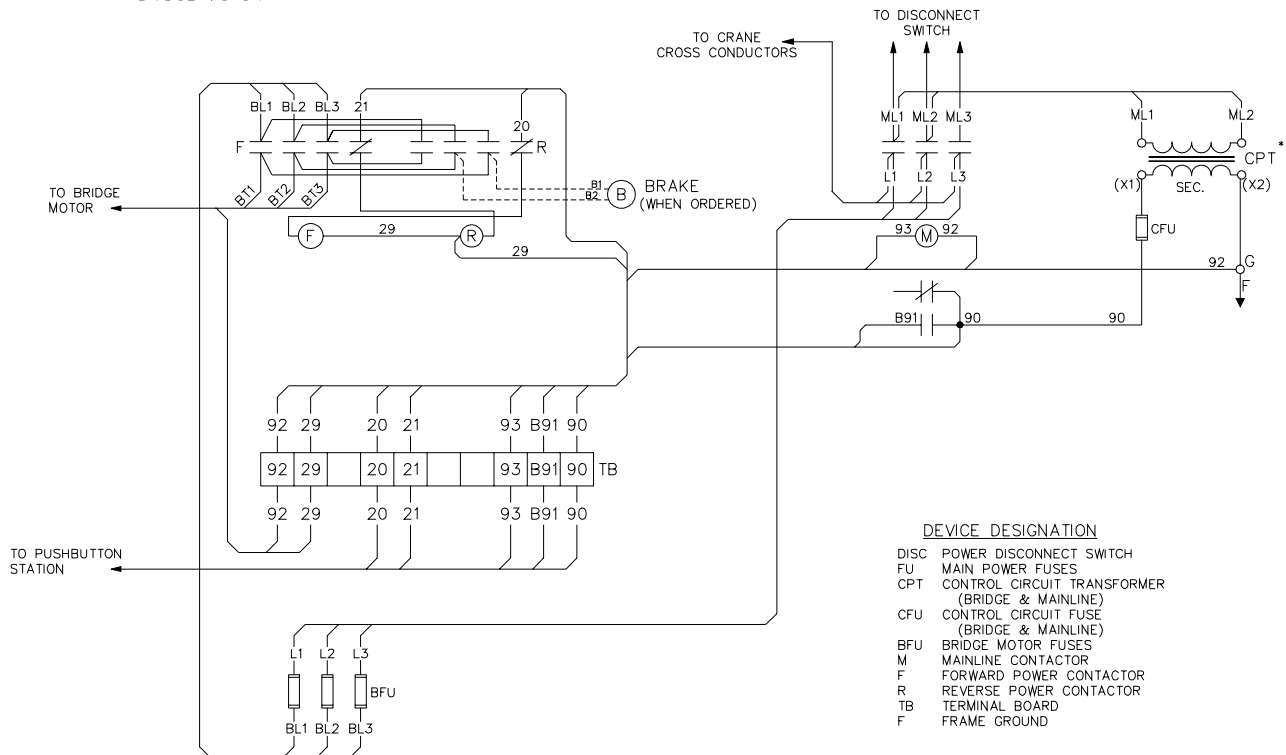 TO DISCONNECT
SWITCH
TO CRANE
CROSS CONDUCTORS
BL1 BL2 BL3 21
20
ML1 ML2 ML3
ML1 ML2
F R
CPT *
L1 L2 L3
(X1) SEC. (X2)
BT1 BT2 BT3
B1
B2
B BRAKE
(WHEN ORDERED)
TO BRIDGE
MOTOR
F 29 R
93 M 92
CFU
29
92 G
F
B91 90 90
92 29 20 21 93 B91 90
92 29 20 21 93 B91 90 TB
92 29 20 21 93 B91 90
TO PUSHBUTTON
STATION
L1 L2 L3
BFU
BL1 BL2 BL3
DEVICE DESIGNATION
DISC POWER DISCONNECT SWITCH
FU MAIN POWER FUSES
CPT CONTROL CIRCUIT TRANSFORMER
(BRIDGE & MAINLINE)
CFU CONTROL CIRCUIT FUSE
(BRIDGE & MAINLINE)
BFU BRIDGE MOTOR FUSES
M MAINLINE CONTACTOR
F FORWARD POWER CONTACTOR
R REVERSE POWER CONTACTOR
TB TERMINAL BOARD
F FRAME GROUND